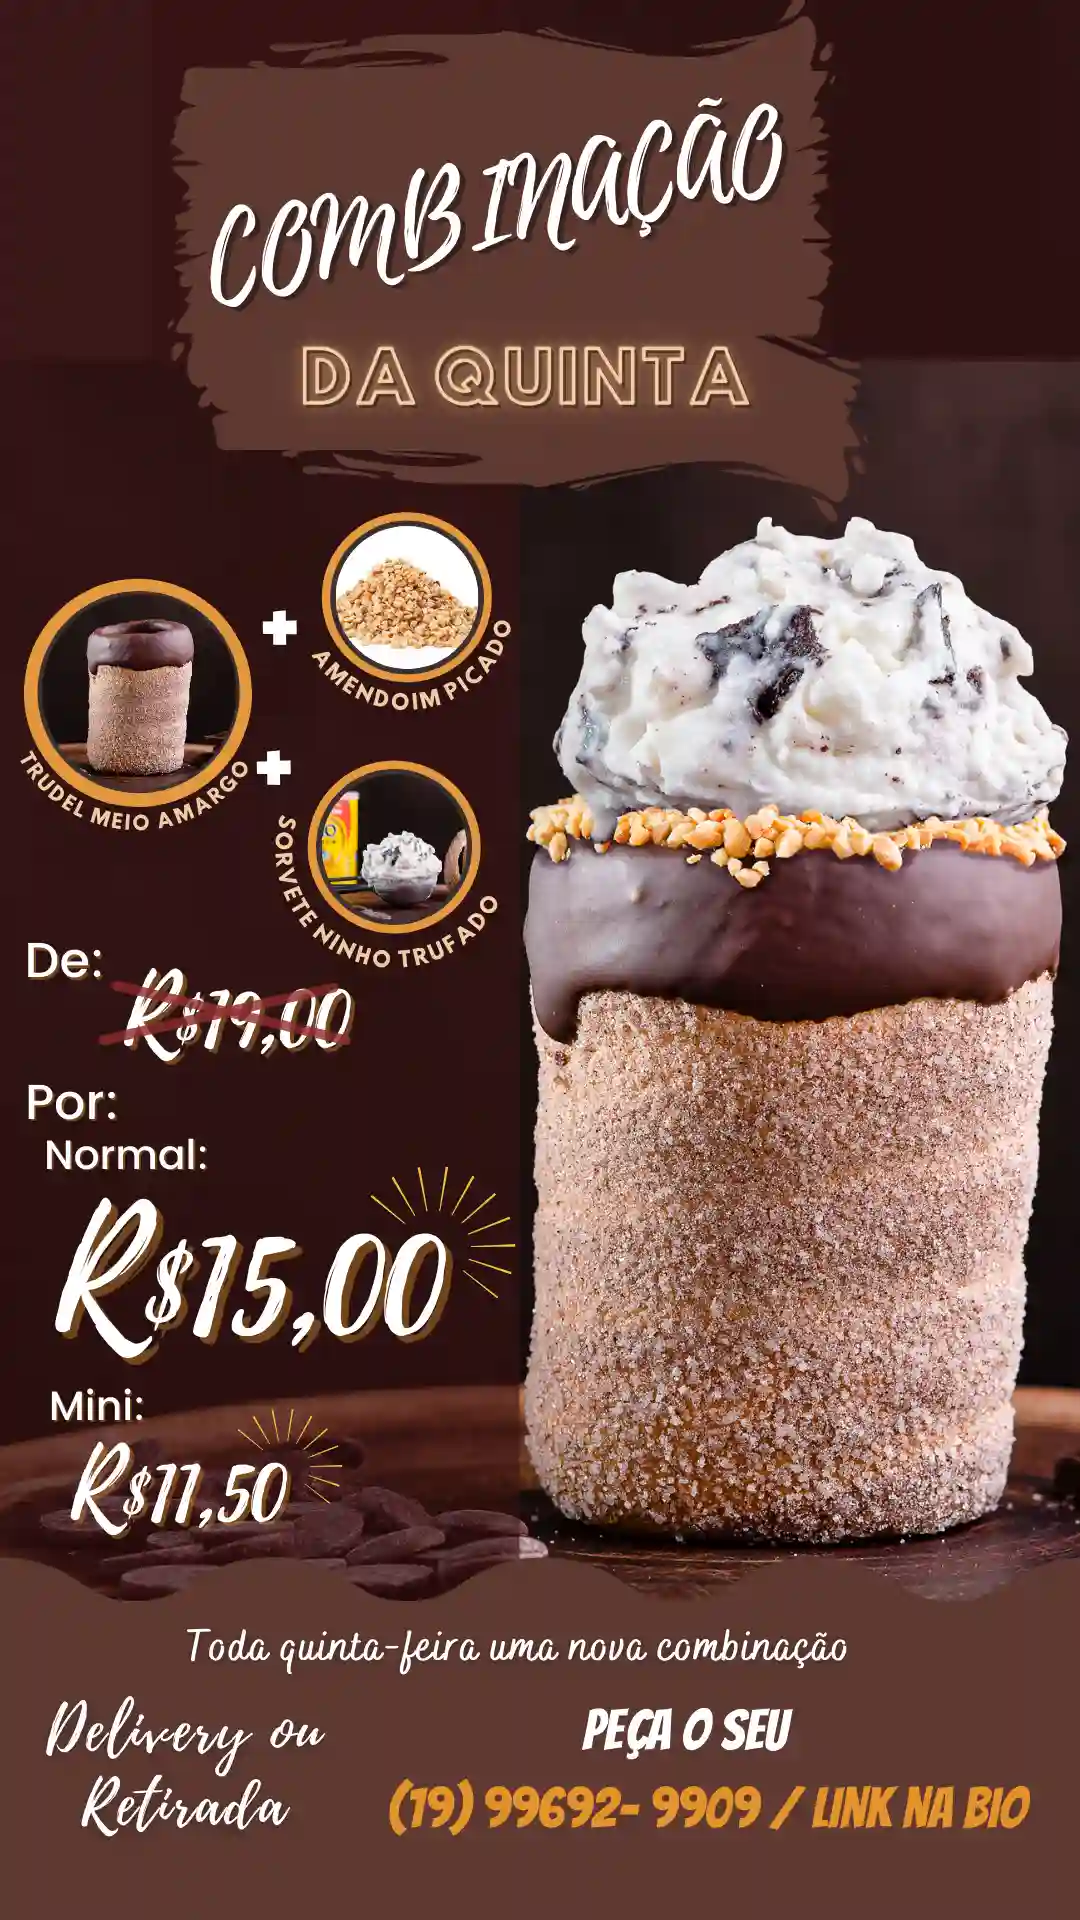 COMBINAÇÃO
DA QUINTA
AMENDOIM PICADO
TRUDEL MEIO AMARGO
SORVETE NINHO TRUFADO
De:
R$19,00
Por:
Normal:
R$15,00
Mini:
R$11,50
Toda quinta-feira uma nova combinação
Delivery ou
Retirada
PEÇA O SEU
(19) 99692- 9909 / LINK NA BIO